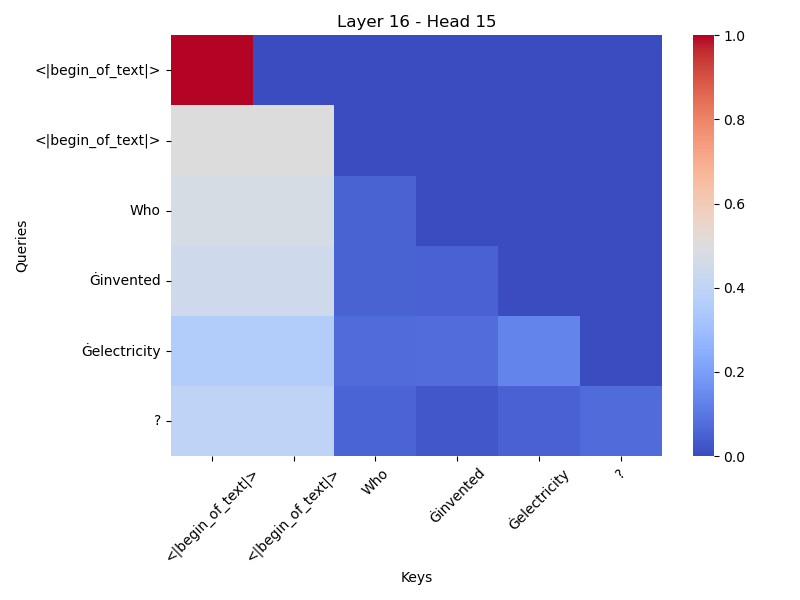 Layer 16 - Head 15
<|begin_of_text|>
<|begin_of_text|>
Who
Ġinvented
Ġelectricity
?
Queries
<|begin_of_text|>
<|begin_of_text|>
Who
Ġinvented
Ġelectricity
?
Keys
1.0
0.8
0.6
0.4
0.2
0.0